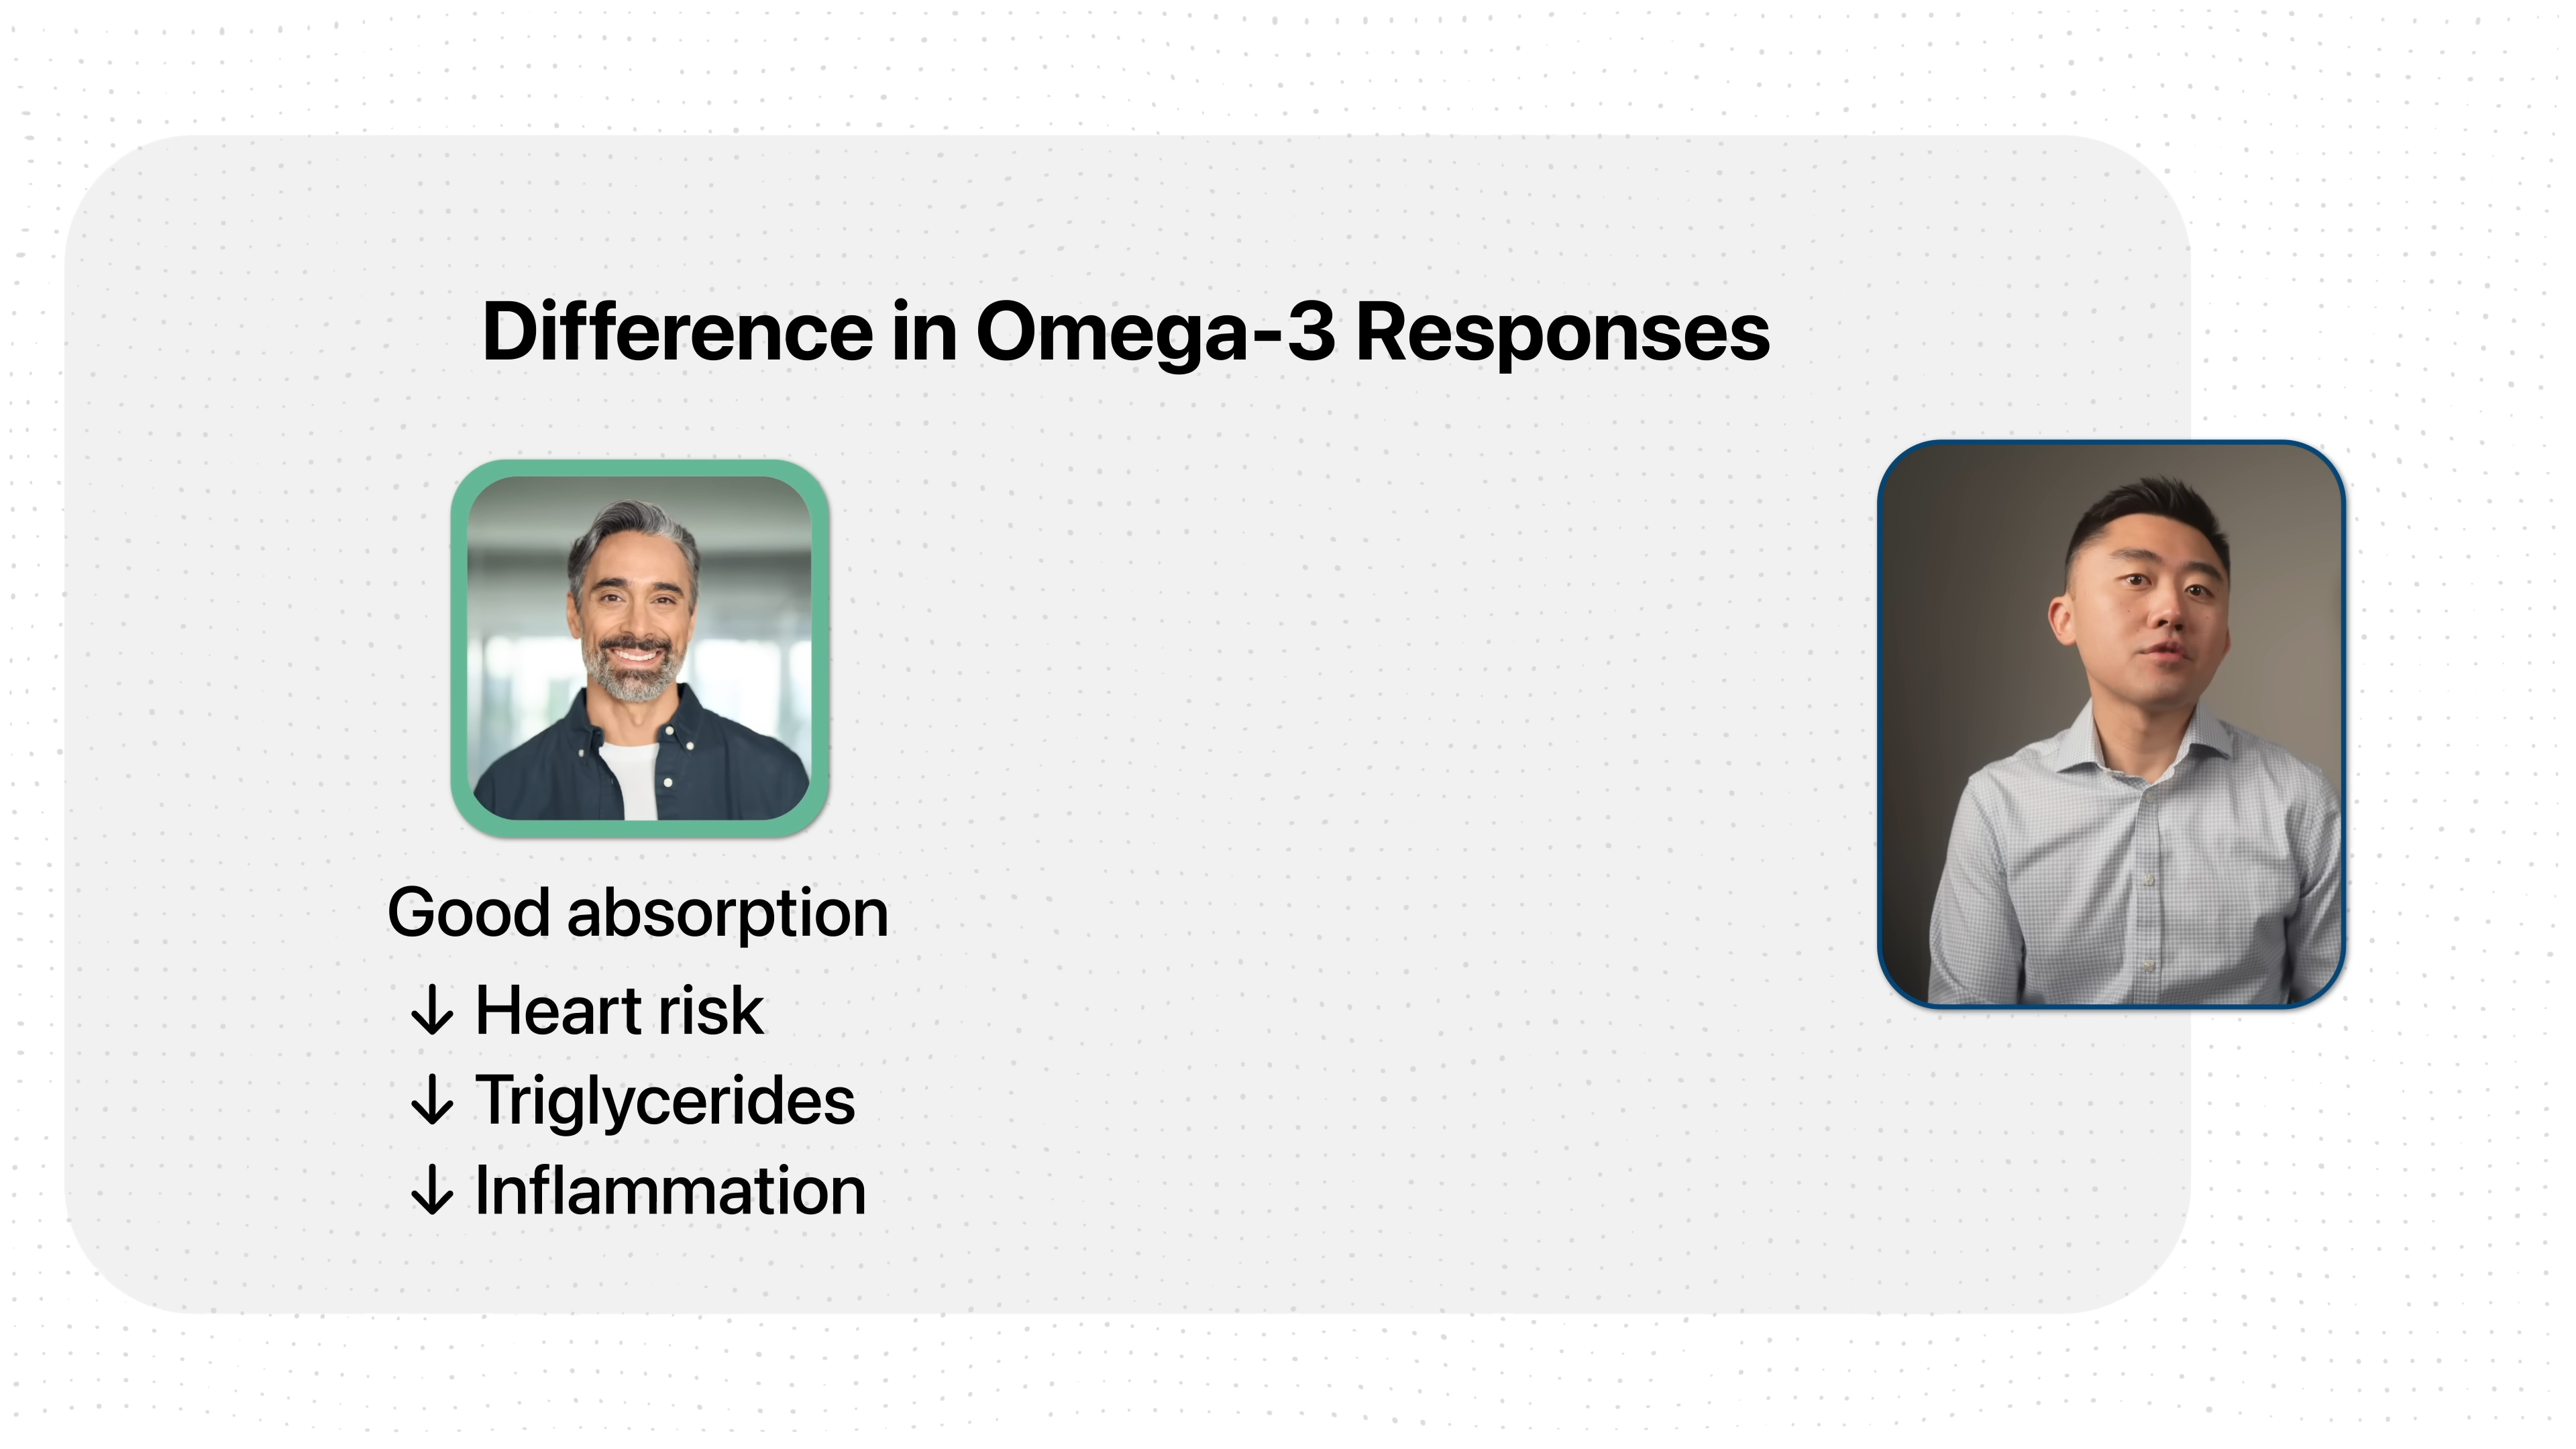 Difference in Omega-3 Responses
Good absorption
↓ Heart risk
↓ Triglycerides
↓ Inflammation